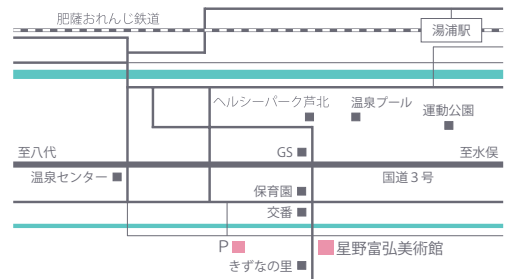 肥薩おれんじ鉄道
湯浦駅
ヘルシーパーク芦北
温泉プール
運動公園
至八代
GS
至水俣
温泉センター
国道3号
保育園
交番
P
星野富弘美術館
きずなの里